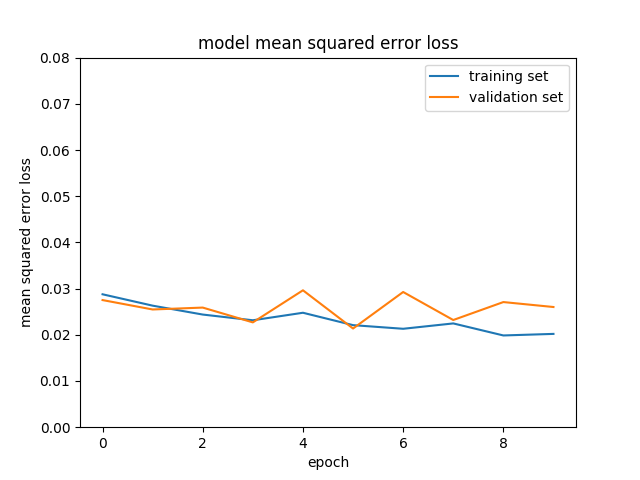 model mean squared error loss
training set
validation set
0.08
0.07
0.06
0.05
0.04
0.03
0.02
0.01
0.00
mean squared error loss
0 2 4 6 8
epoch